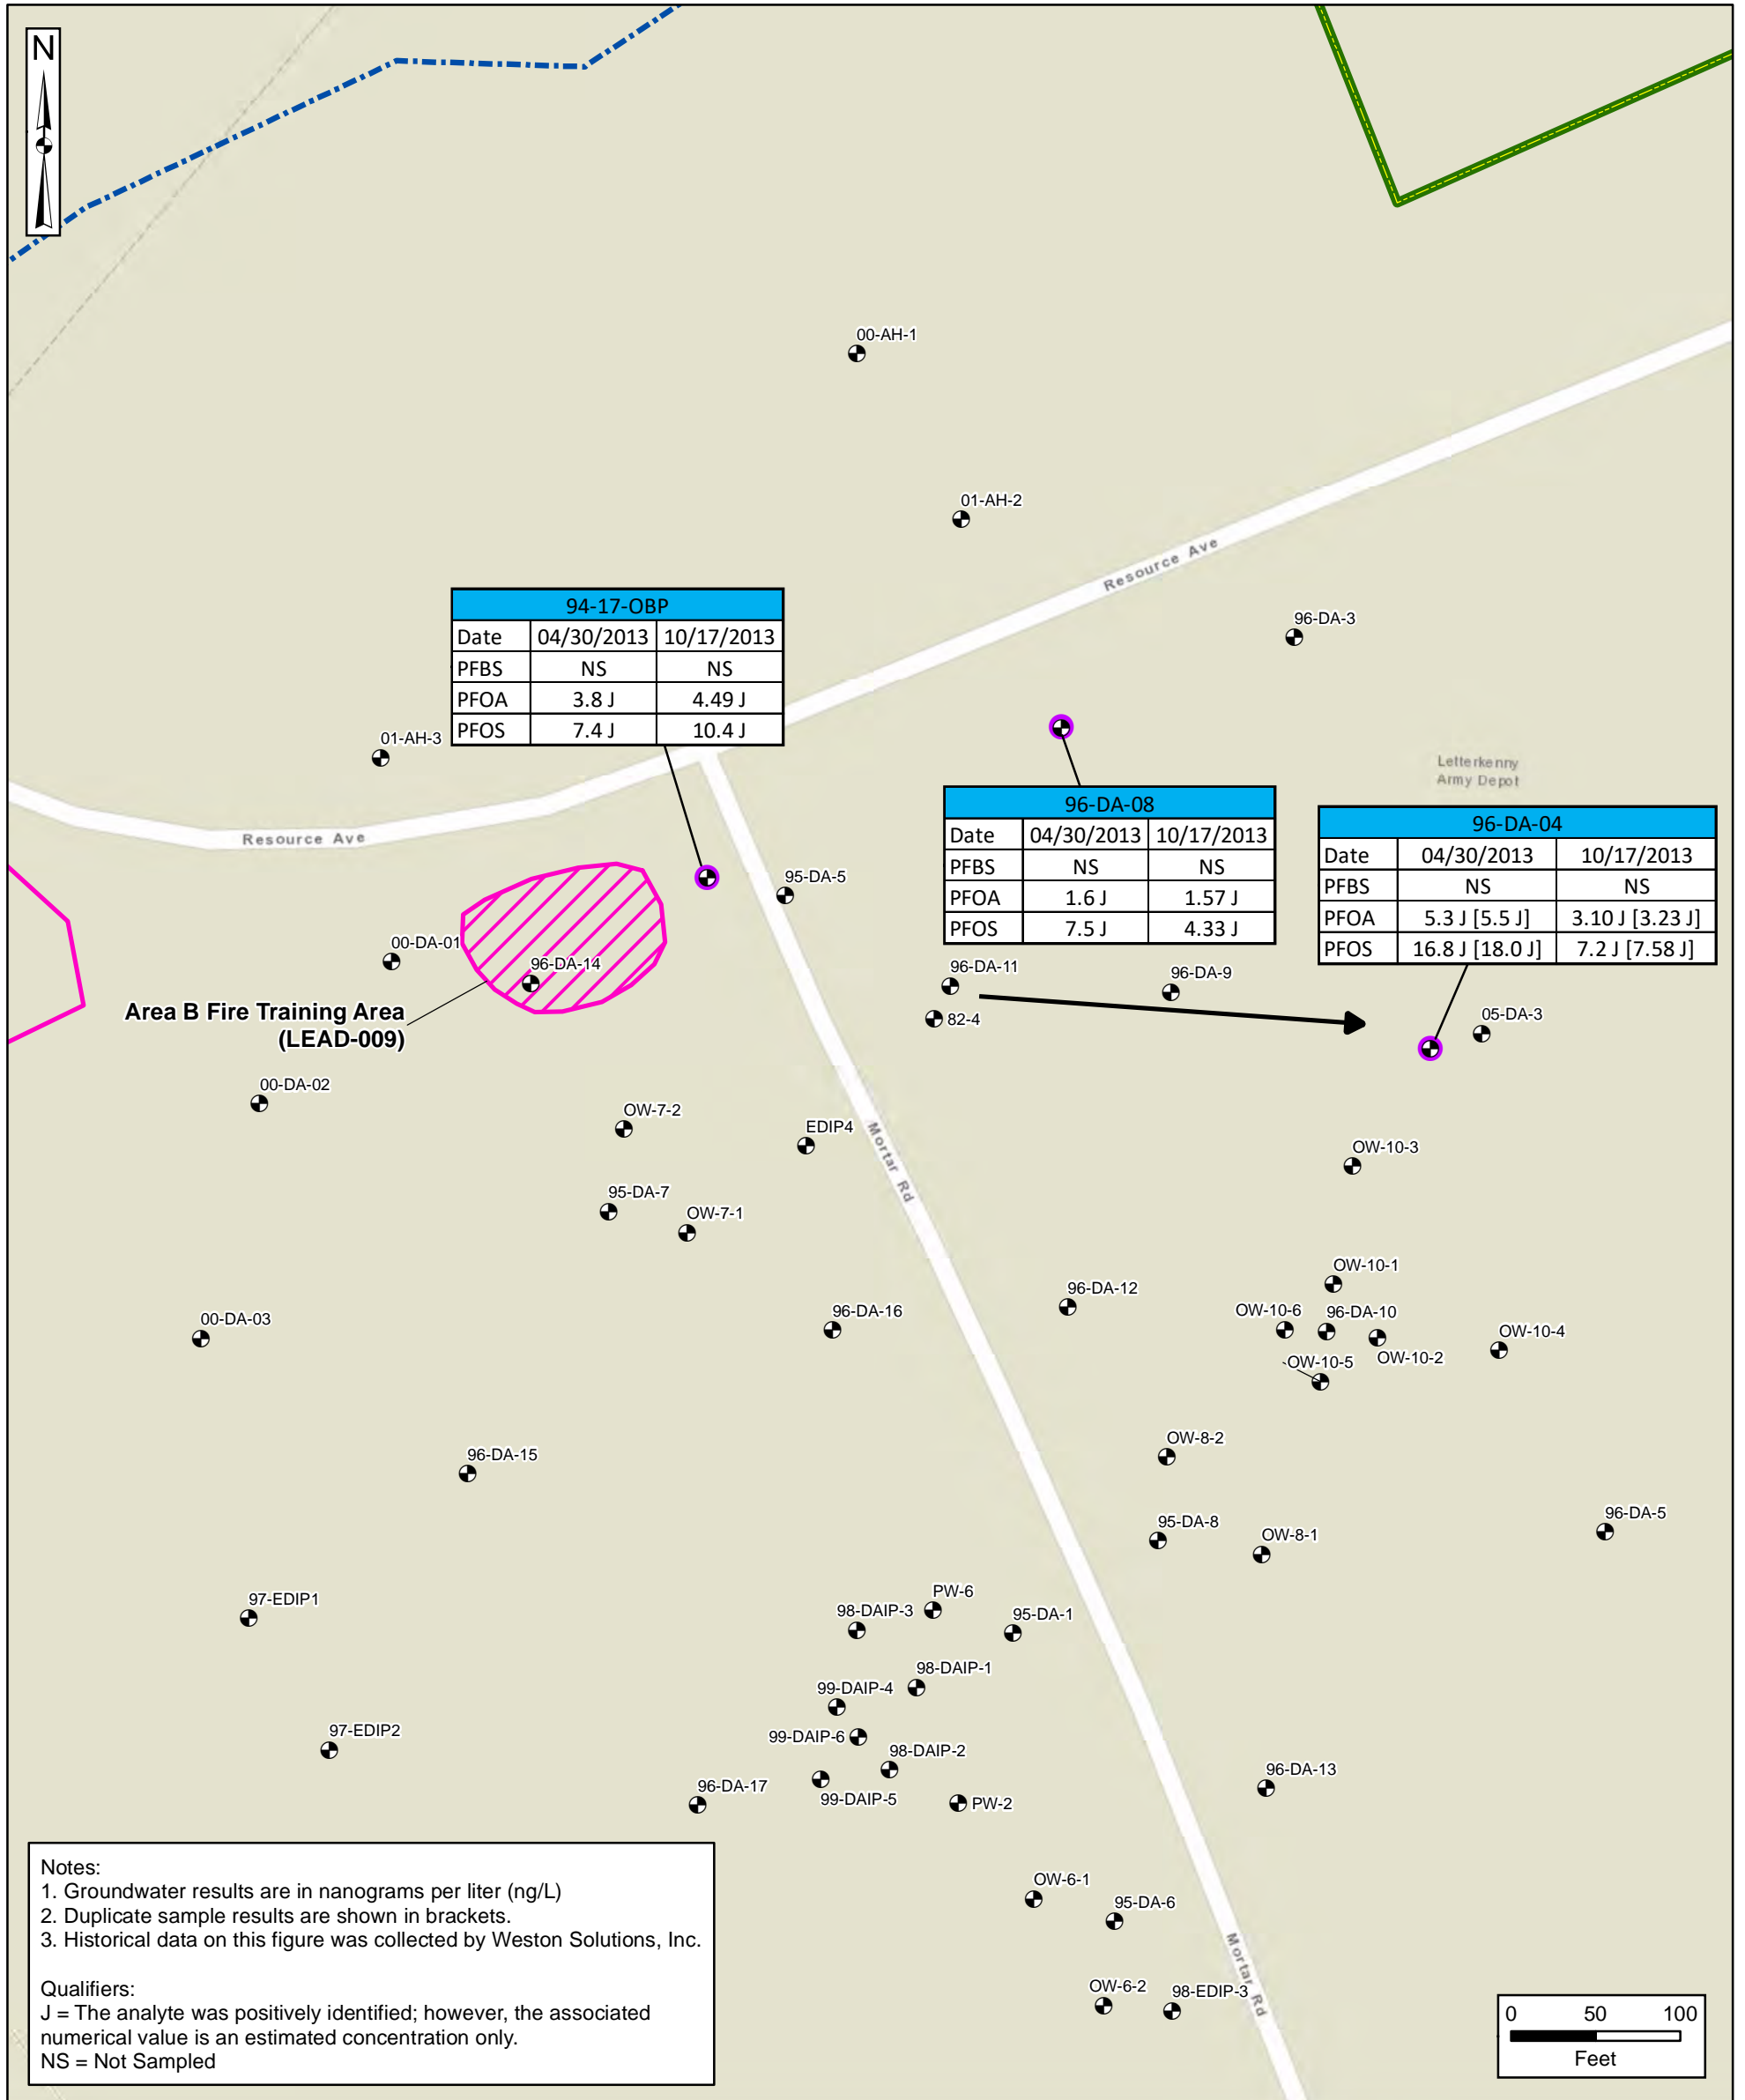 N
00-AH-1
01-AH-2
Resource Ave
94-17-OBP
Date 04/30/2013 10/17/2013
PFBS NS NS
PFOA 3.8 J 4.49 J
PFOS 7.4 J 10.4 J
96-DA-3
01-AH-3
Letterkenny
Army Depot
96-DA-08
Date 04/30/2013 10/17/2013
PFBS NS NS
PFOA 1.6 J 1.57 J
PFOS 7.5 J 4.33 J
96-DA-04
Date 04/30/2013 10/17/2013
PFBS NS NS
PFOA 5.3 J [5.5 J] 3.10 J [3.23 J]
PFOS 16.8 J [18.0 J] 7.2 J [7.58 J]
Resource Ave
95-DA-5
00-DA-01
96-DA-14
96-DA-11
96-DA-9
Area B Fire Training Area
(LEAD-009)
82-4
05-DA-3
00-DA-02
OW-7-2
EDIP4
Mortar Rd
OW-10-3
95-DA-7
OW-7-1
OW-10-1
96-DA-12
00-DA-03
96-DA-16
OW-10-6
96-DA-10
OW-10-4
OW-10-5
OW-10-2
96-DA-15
OW-8-2
95-DA-8
OW-8-1
96-DA-5
97-EDIP1
98-DAIP-3
PW-6
95-DA-1
98-DAIP-1
99-DAIP-4
97-EDIP2
99-DAIP-6
98-DAIP-2
96-DA-17
99-DAIP-5
PW-2
96-DA-13
OW-6-1
95-DA-6
Mortar Rd
OW-6-2
98-EDIP-3
Notes:
1. Groundwater results are in nanograms per liter (ng/L)
2. Duplicate sample results are shown in brackets.
3. Historical data on this figure was collected by Weston Solutions, Inc.
Qualifiers:
J = The analyte was positively identified; however, the associated
numerical value is an estimated concentration only.
NS = Not Sampled
0 50 100
Feet